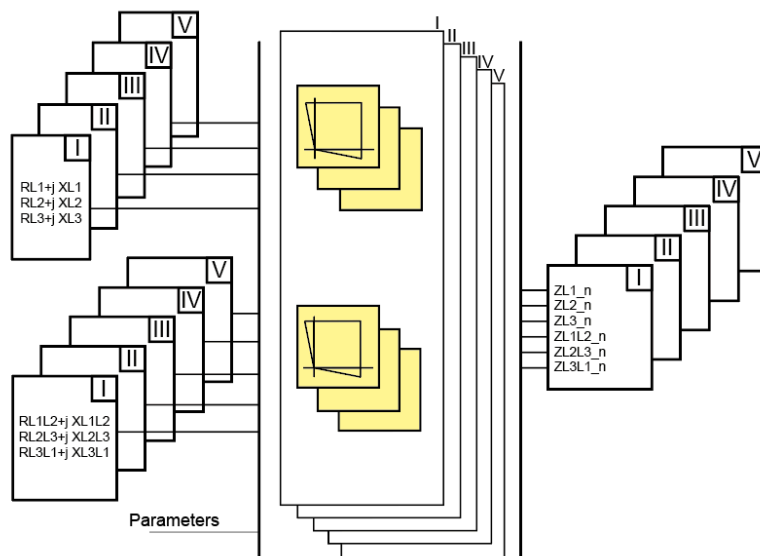 V
IV
III
II
I
RL1+j XL1
RL2+j XL2
RL3+j XL3
V
IV
III
II
I
RL1L2+j XL1L2
RL2L3+j XL2L3
RL3L1+j XL3L1
Parameters
I
II
III
IV
V
V
IV
III
II
I
ZL1_n
ZL2_n
ZL3_n
ZL1L2_n
ZL2L3_n
ZL3L1_n